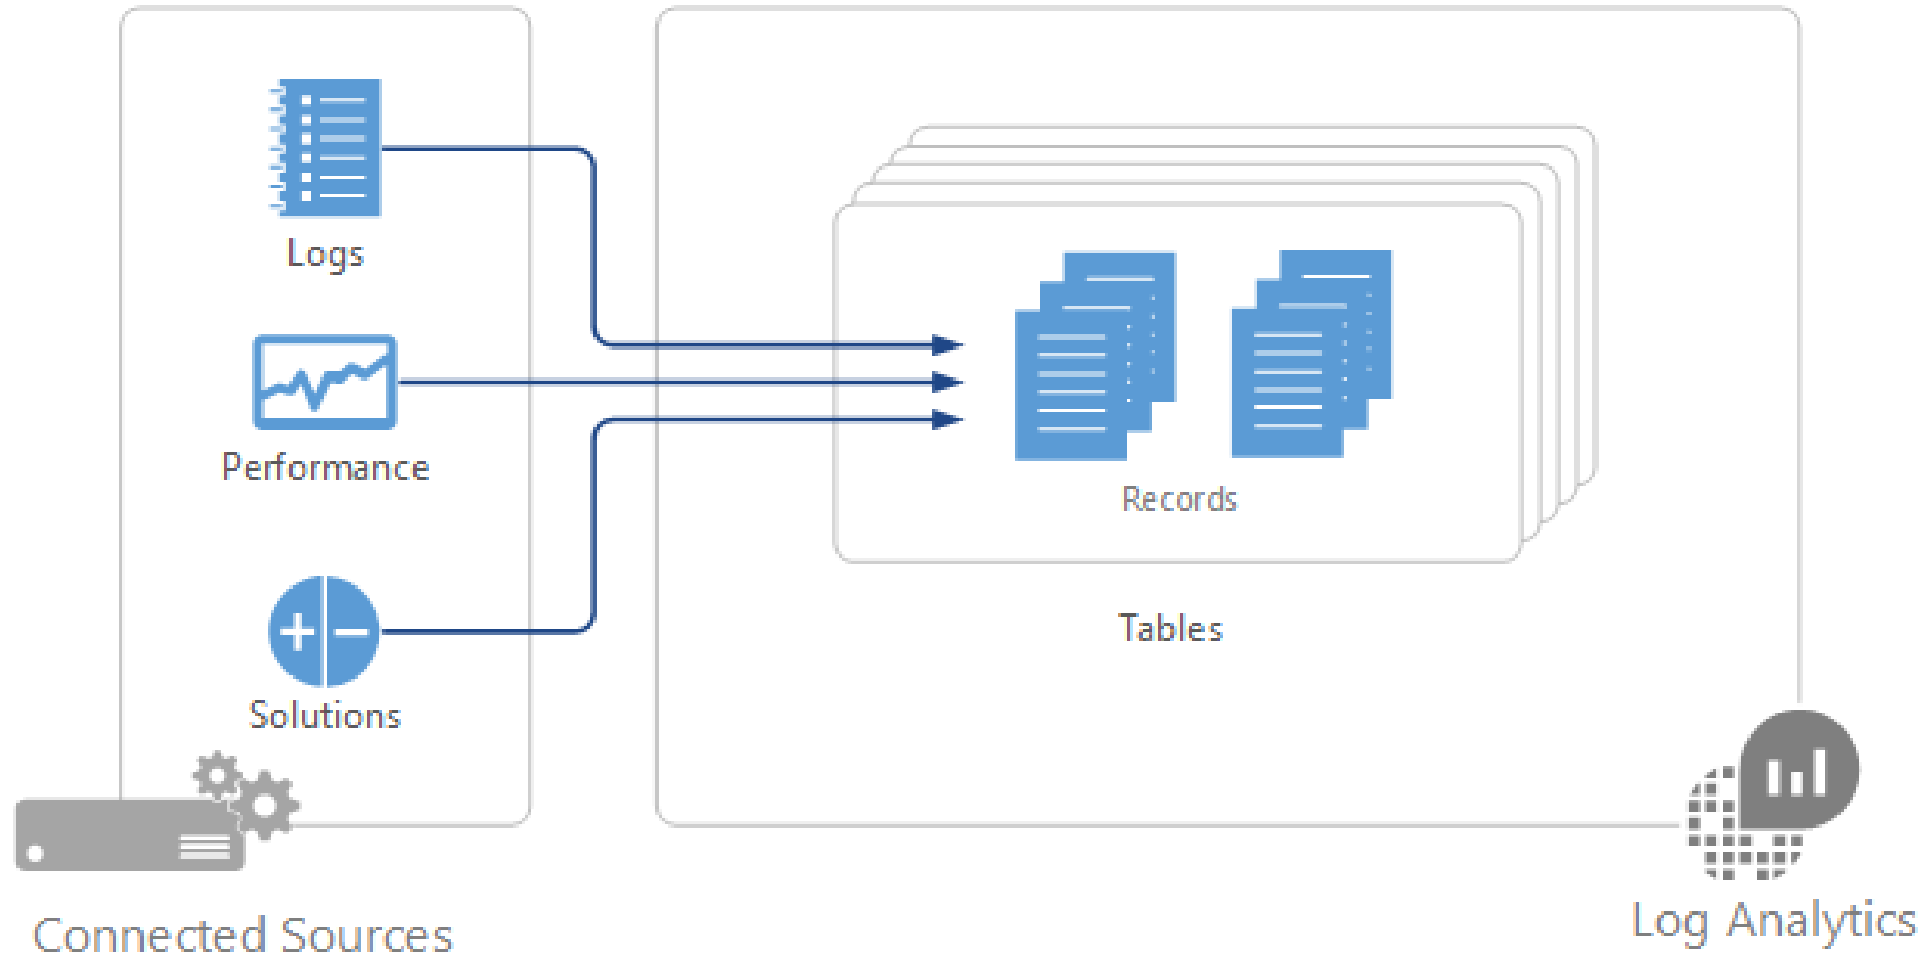 Logs
Performance
Solutions
Connected Sources
Records
Tables
Log Analytics